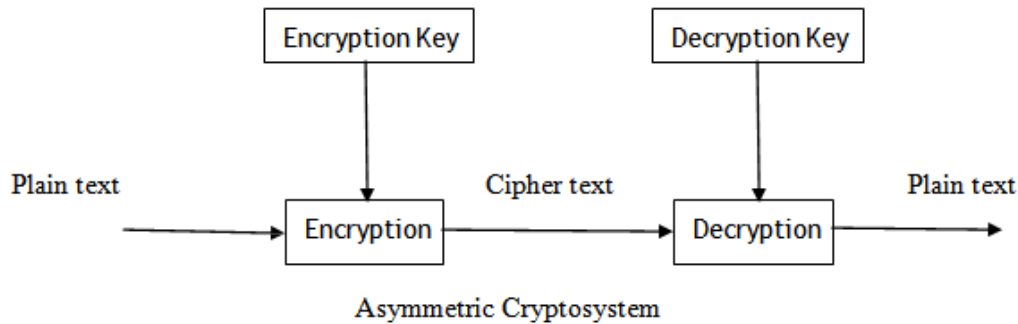 Encryption Key
Decryption Key
Plain text
Cipher text
Plain text
Encryption
Decryption
Asymmetric Cryptosystem